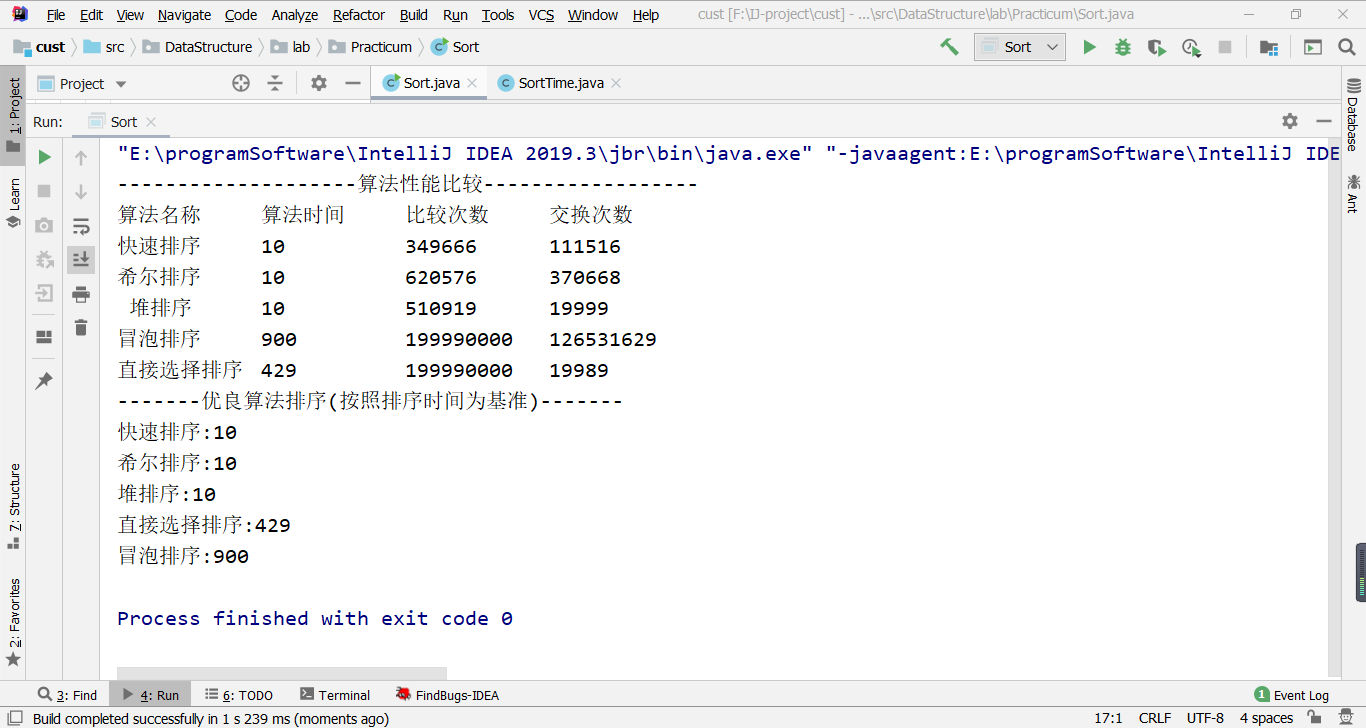 File Edit View Navigate Code Analyze Refactor Build Run Tools VCS Window Help cust [F:\IJ-project\cust] - ...\src\DataStructure\lab\Practicum\Sort.java
cust src DataStructure lab Practicum Sort Sort
Project Sort.java SortTime.java
Run: Sort
1: Project
Learn
7: Structure
2: Favorites
Database
Ant
"E:\programSoftware\IntelliJ IDEA 2019.3\jbr\bin\java.exe" "-javaagent:E:\programSoftware\IntelliJ IDE
--------------------算法性能比较------------------
算法名称 算法时间 比较次数 交换次数
快速排序 10 349666 111516
希尔排序 10 620576 370668
堆排序 10 510919 19999
冒泡排序 900 199990000 126531629
直接选择排序 429 199990000 19989
-------优良算法排序(按照排序时间为基准)-------
快速排序:10
希尔排序:10
堆排序:10
直接选择排序:429
冒泡排序:900
Process finished with exit code 0
3: Find 4: Run 6: TODO Terminal FindBugs-IDEA 1 Event Log
Build completed successfully in 1 s 239 ms (moments ago) 17:1 CRLF UTF-8 4 spaces